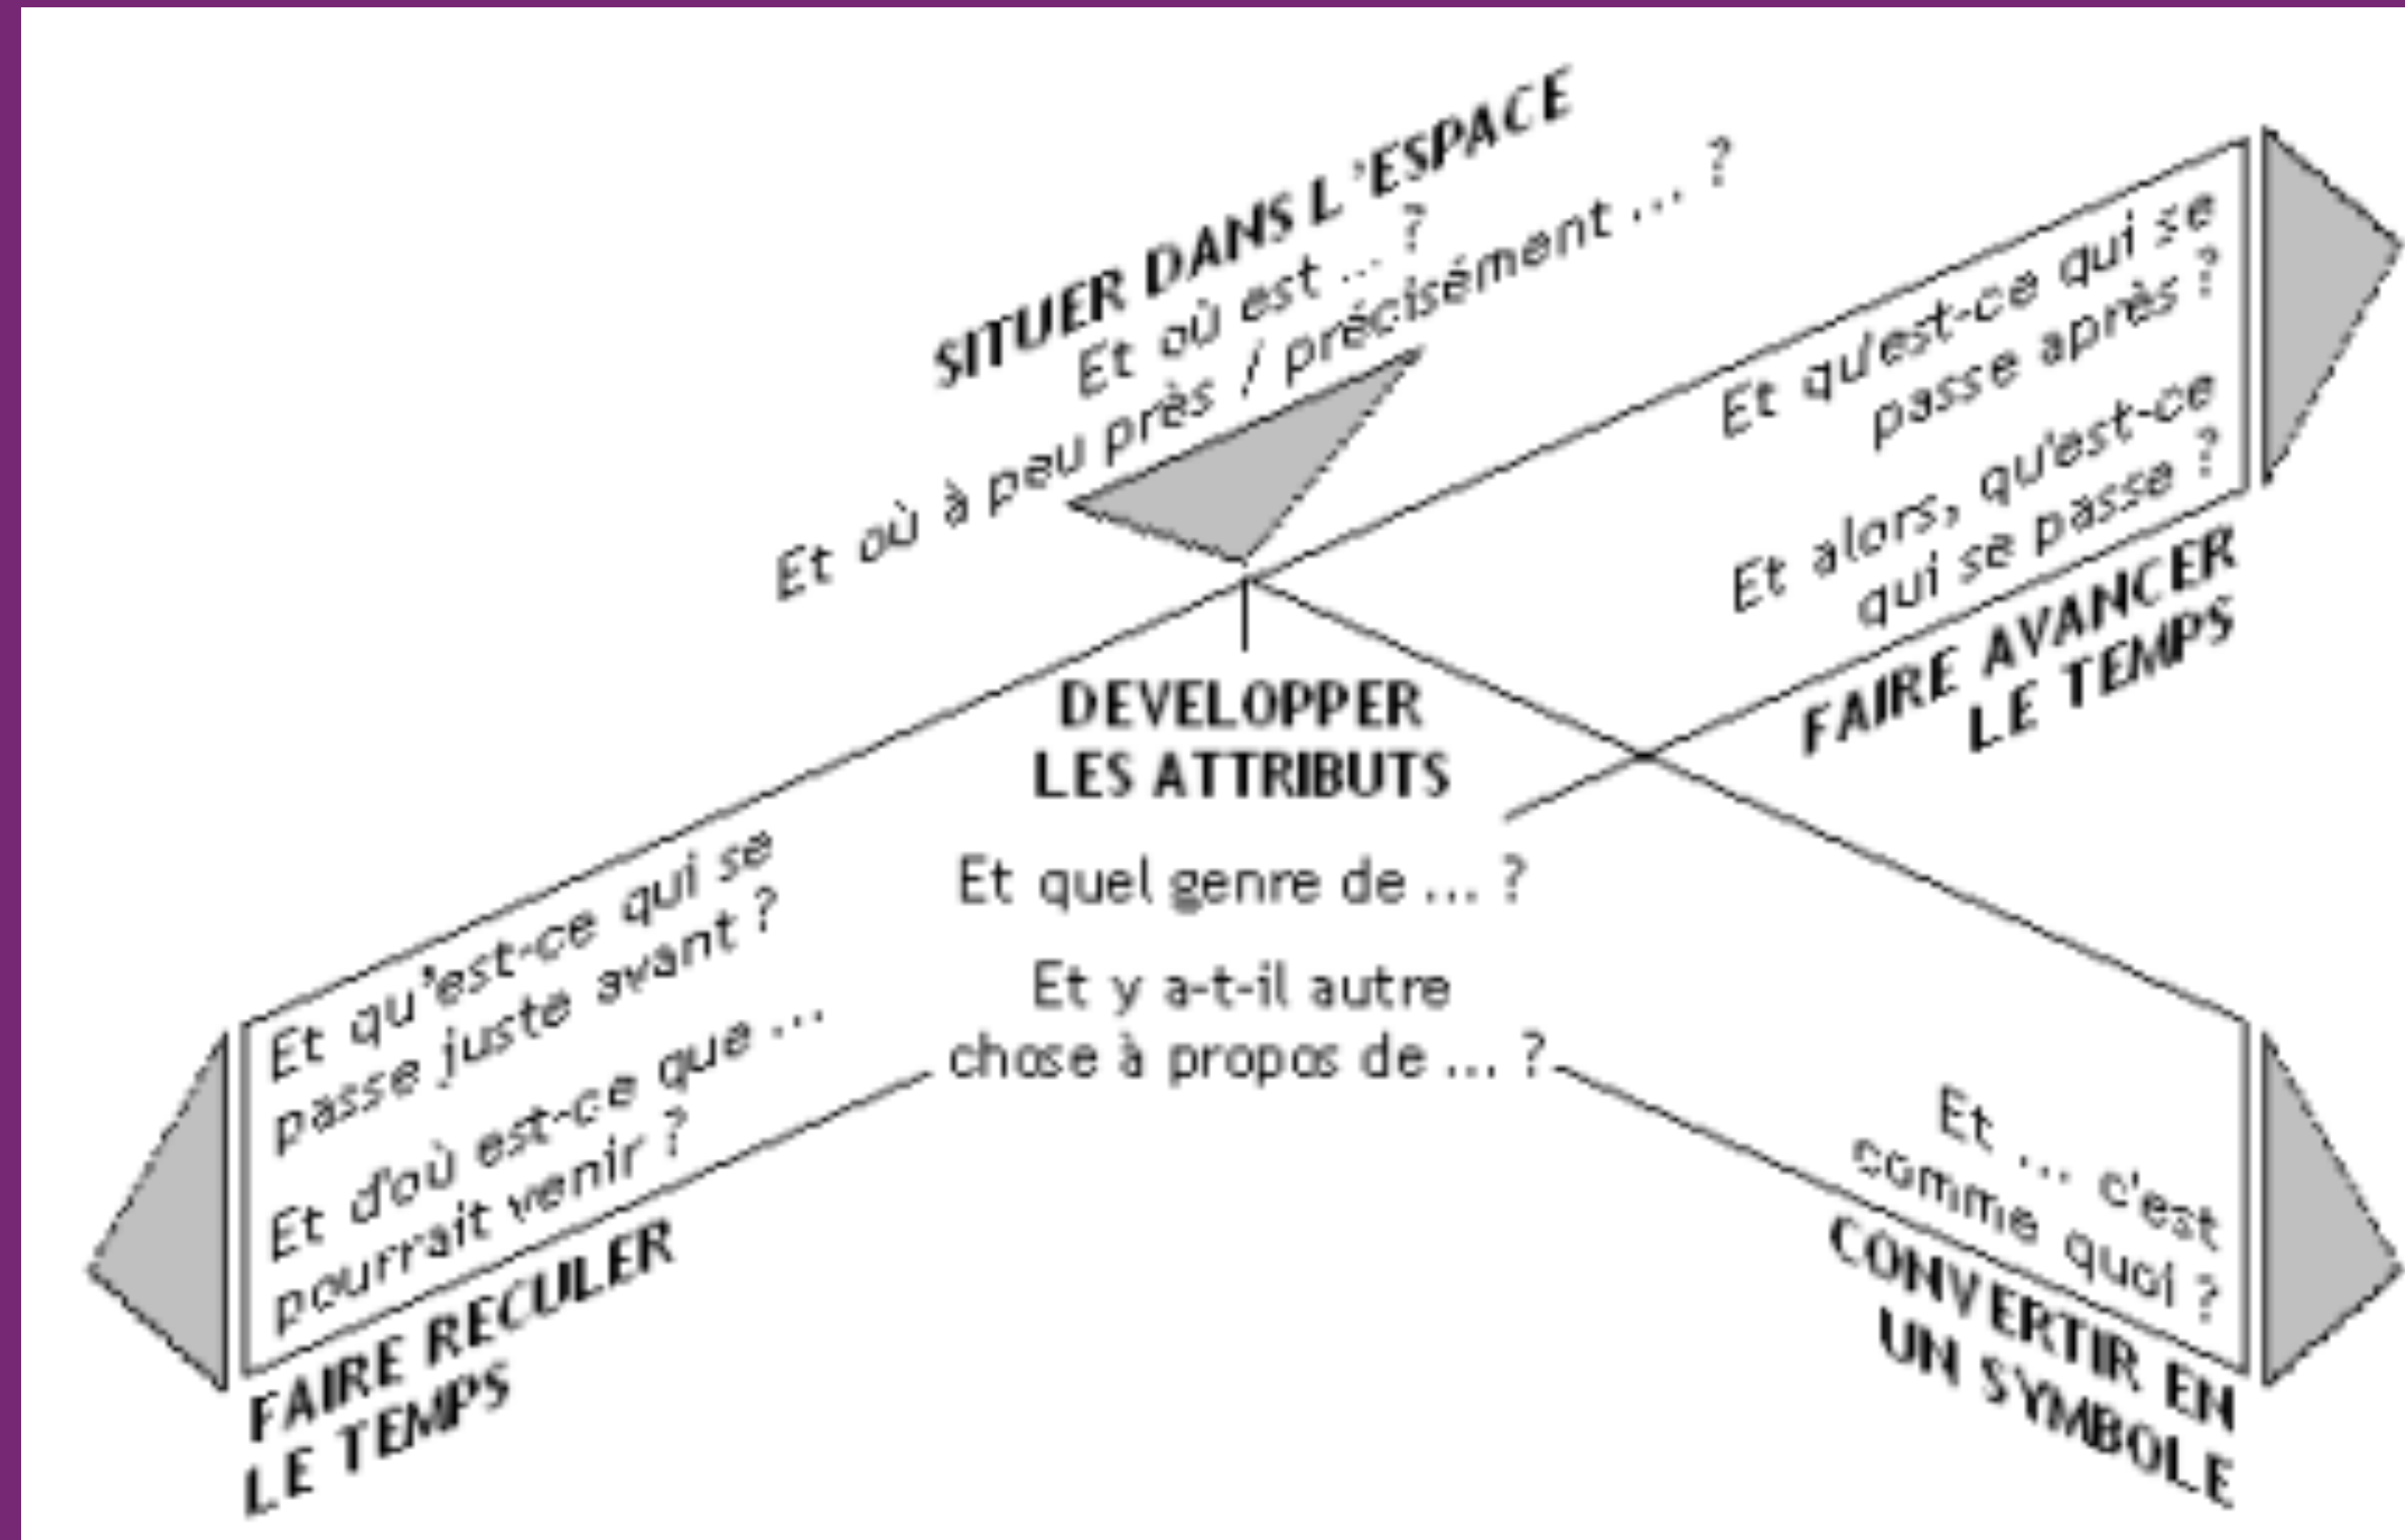 SITUER DANS L'ESPACE
Et où est ... ?
Et où à peu près / précisément ... ?
Et qu'est-ce qui se
passe après ?
Et alors, qu'est-ce
qui se passe ?
FAIRE AVANCER
LE TEMPS
DEVELOPPER
LES ATTRIBUTS
Et quel genre de ... ?
Et y a-t-il autre
chose à propos de ... ?
Et qu'est-ce qui se
passe juste avant ?
Et d'où est-ce que ...
pourrait venir ?
FAIRE RECULER
LE TEMPS
Et ... c'est
comme quoi ?
CONVERTIR EN
UN SYMBOLE